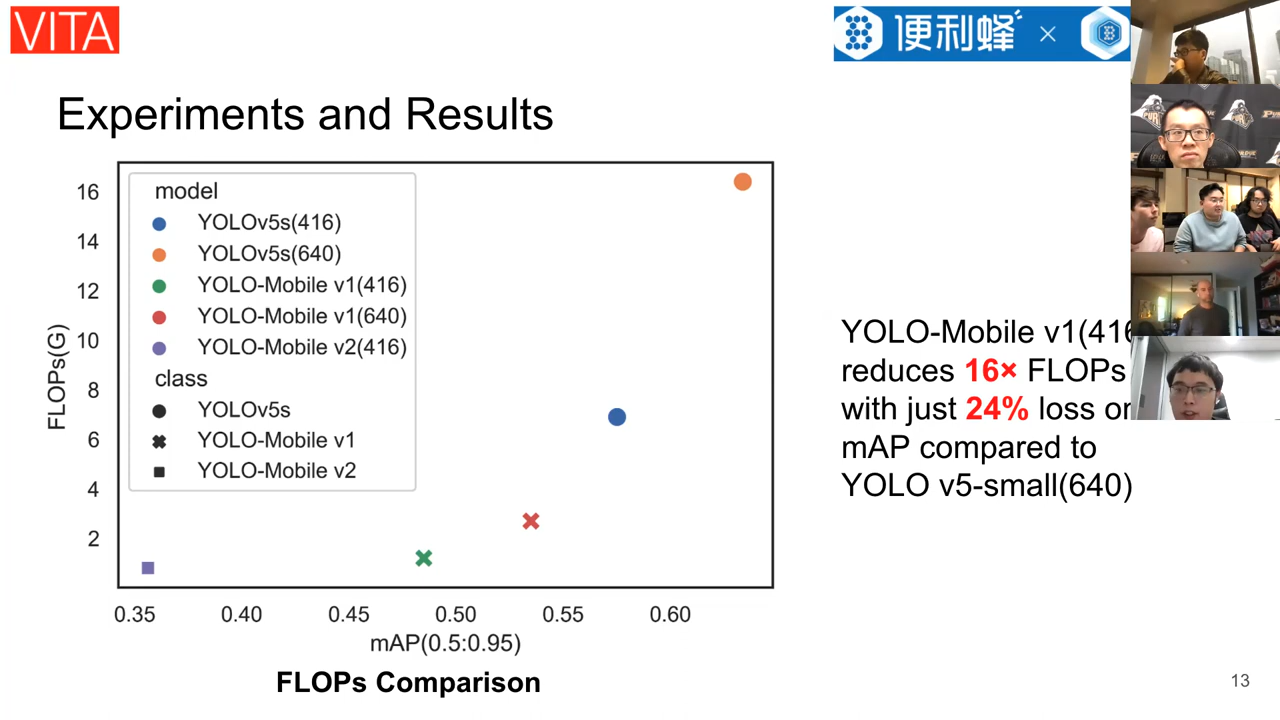 VITA
便利蜂 ×
Experiments and Results
16
14
12
10
8
6
4
2
FLOPs(G)
model
YOLOv5s(416)
YOLOv5s(640)
YOLO-Mobile v1(416)
YOLO-Mobile v1(640)
YOLO-Mobile v2(416)
class
YOLOv5s
YOLO-Mobile v1
YOLO-Mobile v2
0.35 0.40 0.45 0.50 0.55 0.60
mAP(0.5:0.95)
FLOPs Comparison
YOLO-Mobile v1(416
reduces 16× FLOPs
with just 24% loss on
mAP compared to
YOLO v5-small(640)
13